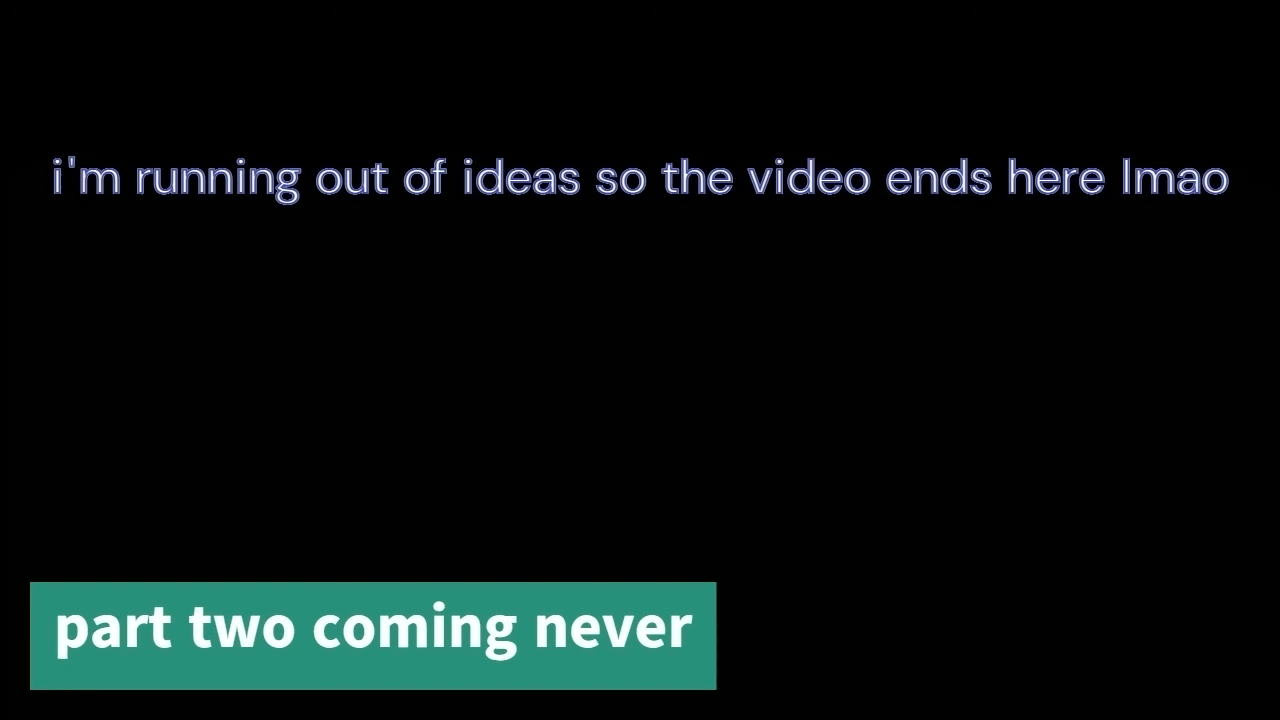 i'm running out of ideas so the video ends here lmao
part two coming never